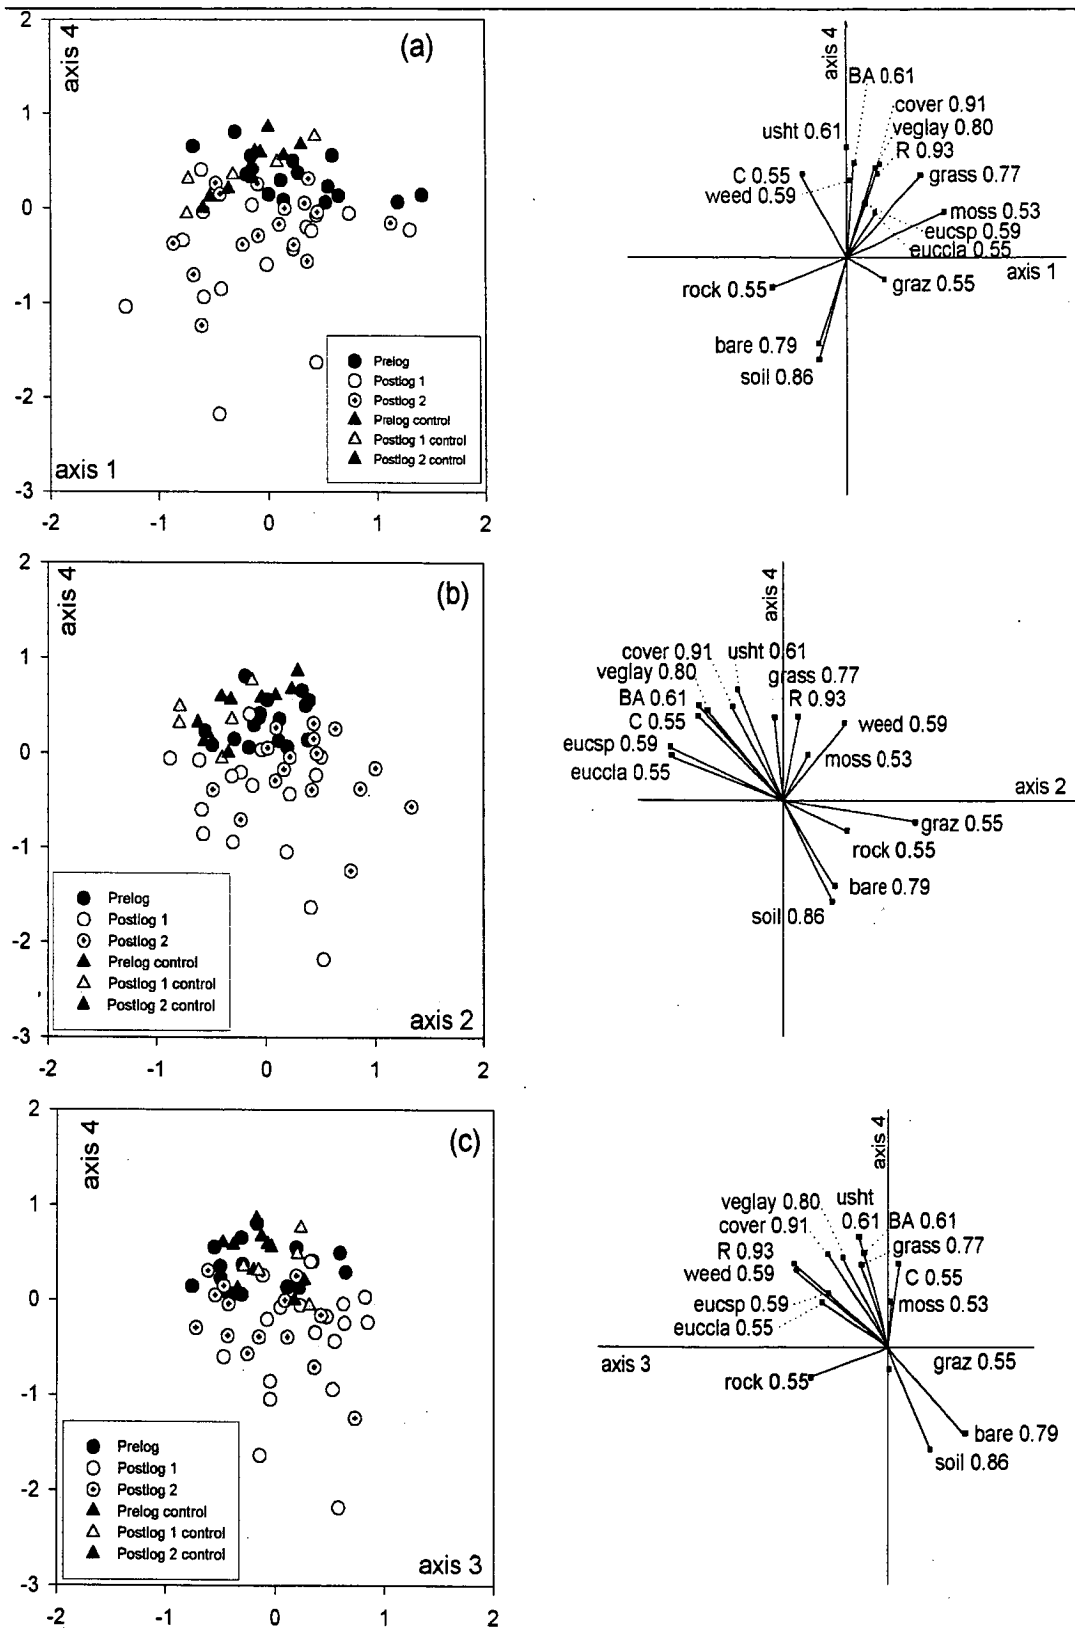 2
1
0
-1
-2
-3
axis 4
(a)
Prelog
Postlog 1
Postlog 2
Prelog control
Postlog 1 control
Postlog 2 control
axis 1
-2
-1
0
1
2
axis 4
BA 0.61
cover 0.91
veglay 0.80
usht 0.61
R 0.93
C 0.55
grass 0.77
weed 0.59
moss 0.53
eucsp 0.59
euccla 0.55
axis 1
rock 0.55
graz 0.55
bare 0.79
soil 0.86
2
1
0
-1
-2
-3
axis 4
(b)
Prelog
Postlog 1
Postlog 2
Prelog control
Postlog 1 control
Postlog 2 control
axis 2
-2
-1
0
1
2
axis 4
cover 0.91
usht 0.61
veglay 0.80
grass 0.77
BA 0.61
R 0.93
C 0.55
weed 0.59
eucsp 0.59
moss 0.53
euccla 0.55
axis 2
graz 0.55
rock 0.55
bare 0.79
soil 0.86
2
1
0
-1
-2
-3
axis 4
(c)
Prelog
Postlog 1
Postlog 2
Prelog control
Postlog 1 control
Postlog 2 control
axis 3
-2
-1
0
1
2
axis 4
veglay 0.80
usht
0.61
BA 0.61
cover 0.91
R 0.93
grass 0.77
weed 0.59
C 0.55
eucsp 0.59
moss 0.53
euccla 0.55
axis 3
graz 0.55
rock 0.55
bare 0.79
soil 0.86